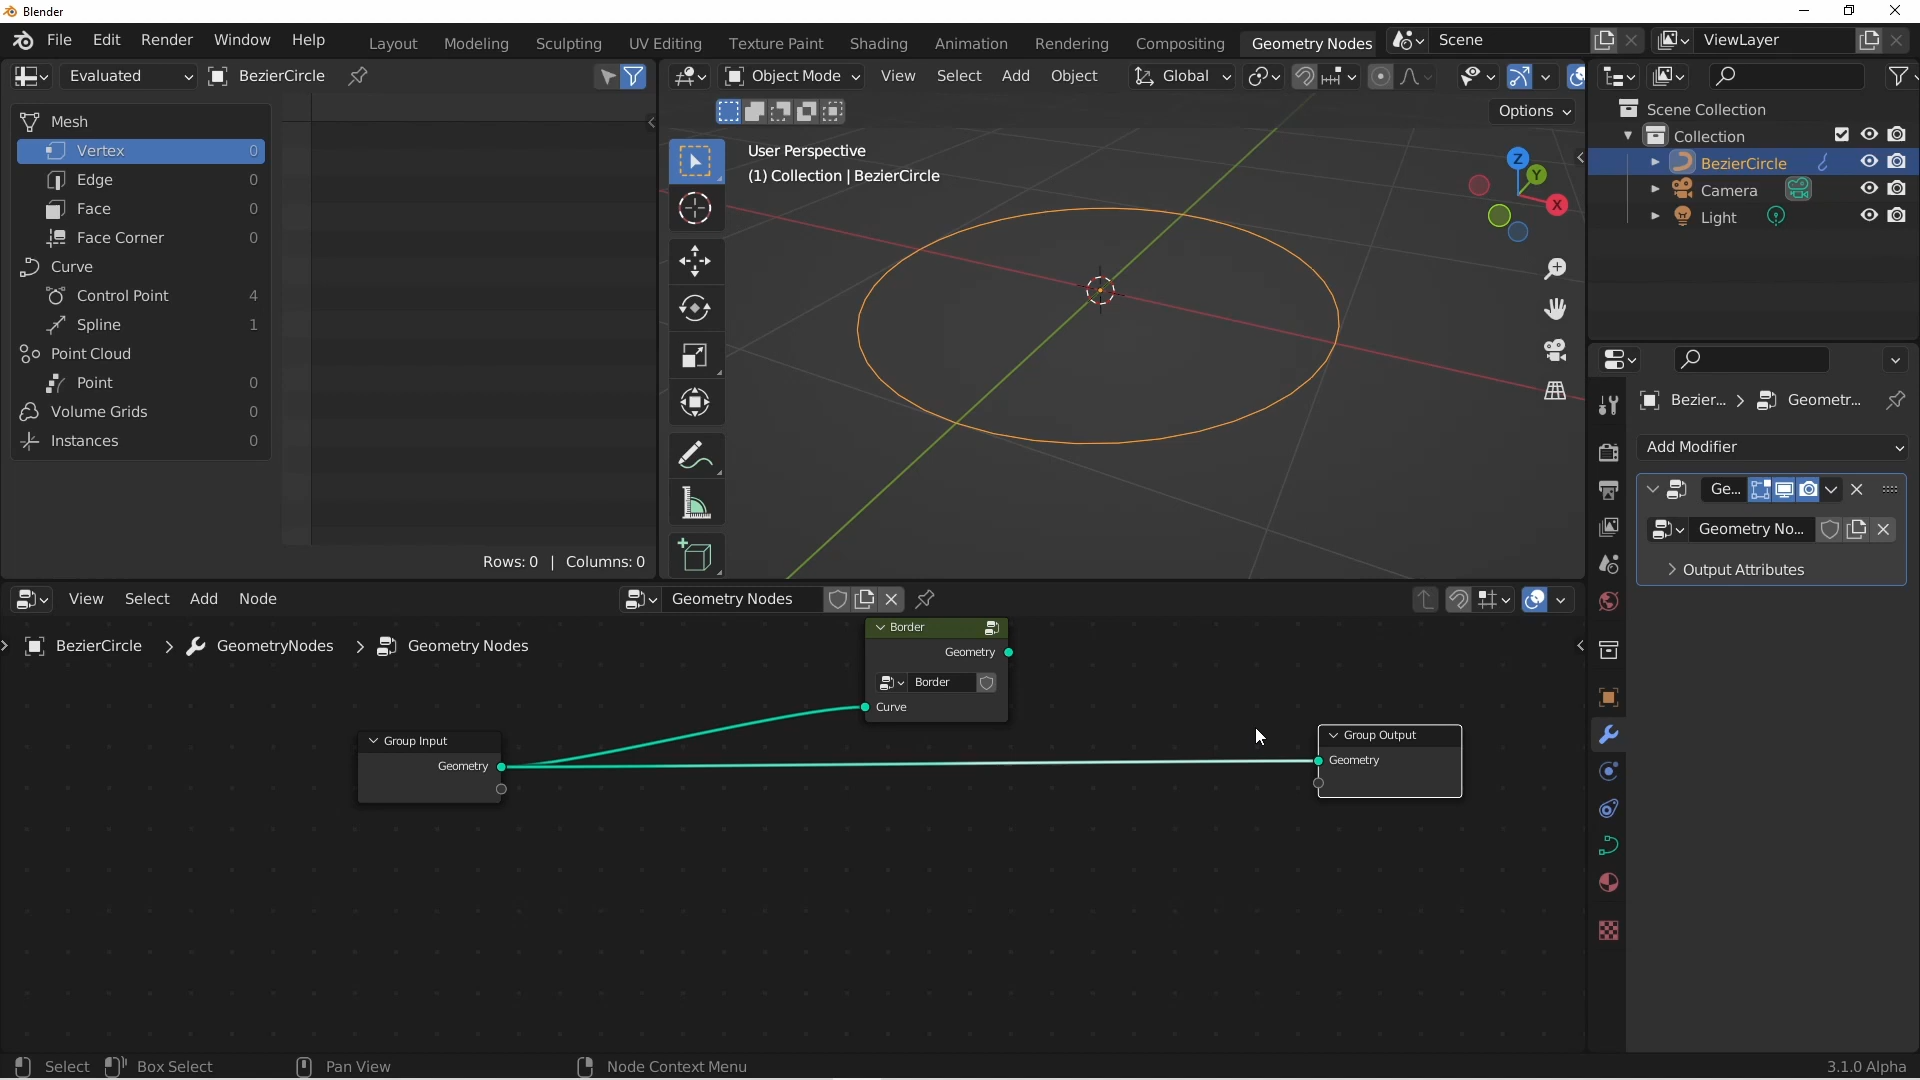 Blender
File Edit Render Window Help
Layout Modeling Sculpting UV Editing Texture Paint Shading Animation Rendering Compositing Geometry Nodes
Scene
ViewLayer
Evaluated
BezierCircle
Mesh
Vertex 0
Edge 0
Face 0
Face Corner 0
Curve
Control Point 4
Spline 1
Point Cloud
Point 0
Volume Grids 0
Instances 0
Rows: 0 | Columns: 0
Object Mode View Select Add Object Global
Options
User Perspective
(1) Collection | BezierCircle
Z
Y
X
Scene Collection
Collection
BezierCircle
Camera
Light
Bezier... > Geometr...
Add Modifier
Ge...
Geometry No...
Output Attributes
View Select Add Node
Geometry Nodes
BezierCircle > GeometryNodes > Geometry Nodes
Border
Geometry
Border
Curve
Group Input
Geometry
Group Output
Geometry
Select Box Select Pan View Node Context Menu
3.1.0 Alpha